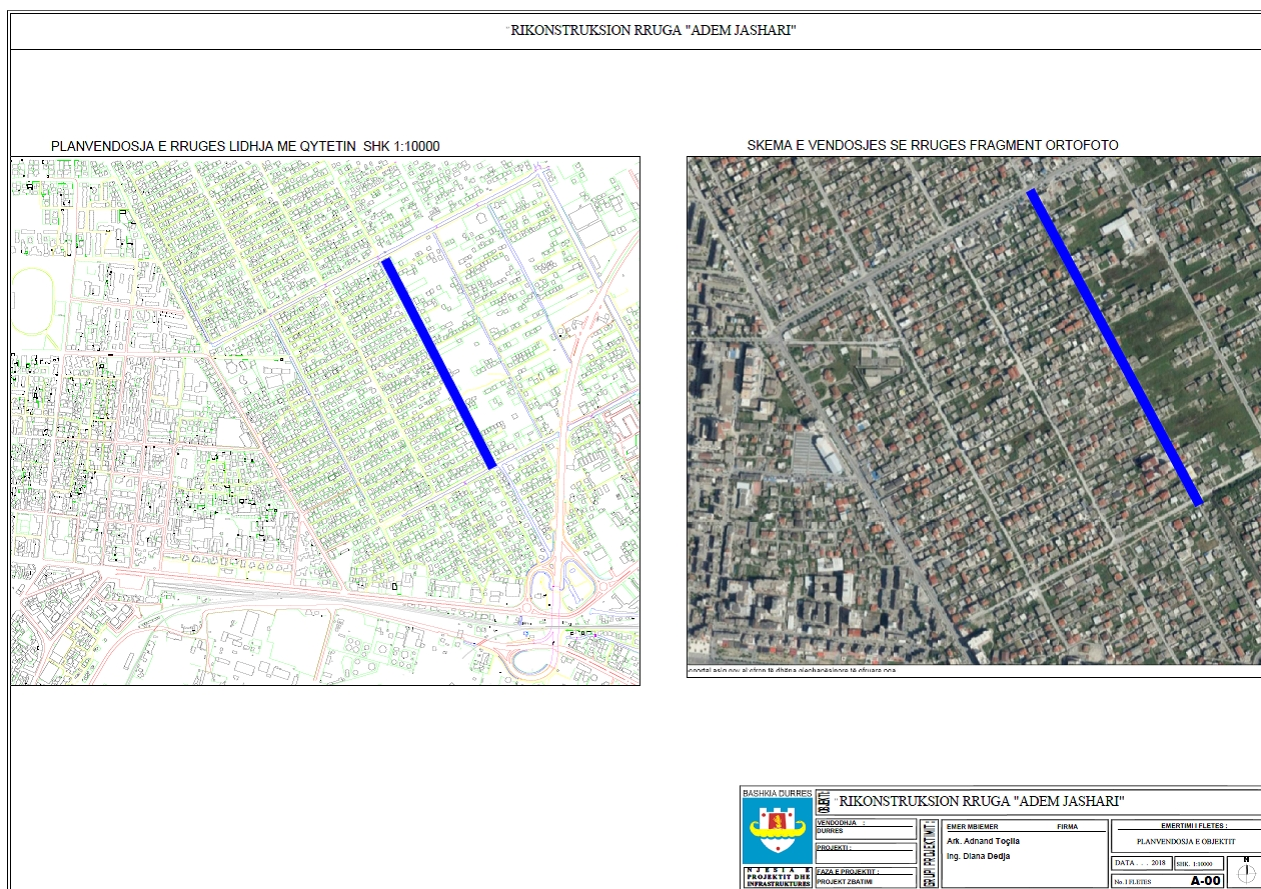 RIKONSTRUKSION RRUGA "ADEM JASHARI"
PLANVENDOSJA E RRUGES LIDHJA ME QYTETIN SHK 1:10000
SKEMA E VENDOSJES SE RRUGES FRAGMENT ORTOFOTO
BASHKIA DURRES
NJESIA E
PROJEKTIT DHE
INFRASTRUKTURES
OBJEKTI:
RIKONSTRUKSION RRUGA "ADEM JASHARI"
VENDODHJA :
DURRES
PROJEKTI :
FAZA E PROJEKTIT :
PROJEKT ZBATIMI
GRUPI PROJEKTIMIT:
EMER MBIEMER FIRMA
Ark. Adnand Toçila
Ing. Diana Dedja
EMERTIMI I FLETES :
PLANVENDOSJA E OBJEKTIT
DATA . . . 2018 SHK. 1:10000
No. I FLETES A-00
N